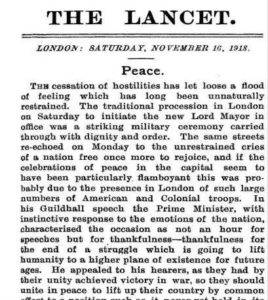 THE LANCET.
LONDON: SATURDAY, NOVEMBER 16, 1918.
Peace.
THE cessation of hostilities has let loose a flood
of feeling which has long been unnaturally
restrained. The traditional procession in London
on Saturday to initiate the new Lord Mayor in
office was a striking military ceremony carried
through with dignity and order. The same streets
re-echoed on Monday to the unrestrained cries
of a nation free once more to rejoice, and if the
celebrations of peace in the capital seem to
have been particularly flamboyant this was pro-
bably due to the presence in London of such large
numbers of American and Colonial troops. In
his Guildhall speech the Prime Minister, with
instinctive response to the emotions of the nation,
characterised the occasion as not an hour for
speeches but for thankfulness—thankfulness for
the end of a struggle which is going to lift
humanity to a higher plane of existence for future
ages. He appealed to his hearers, as they had by
their unity achieved victory in war, so they should
unite in peace to lift up their country by common